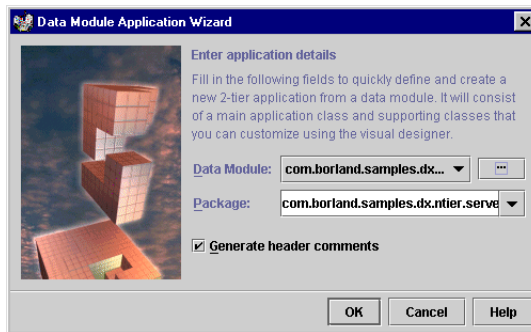 Data Module Application Wizard
Enter application details
Fill in the following fields to quickly define and create a
new 2-tier application from a data module. It will consist
of a main application class and supporting classes that
you can customize using the visual designer.
Data Module: com.borland.samples.dx... ...
Package: com.borland.samples.dx.ntier.serve
Generate header comments
OK Cancel Help